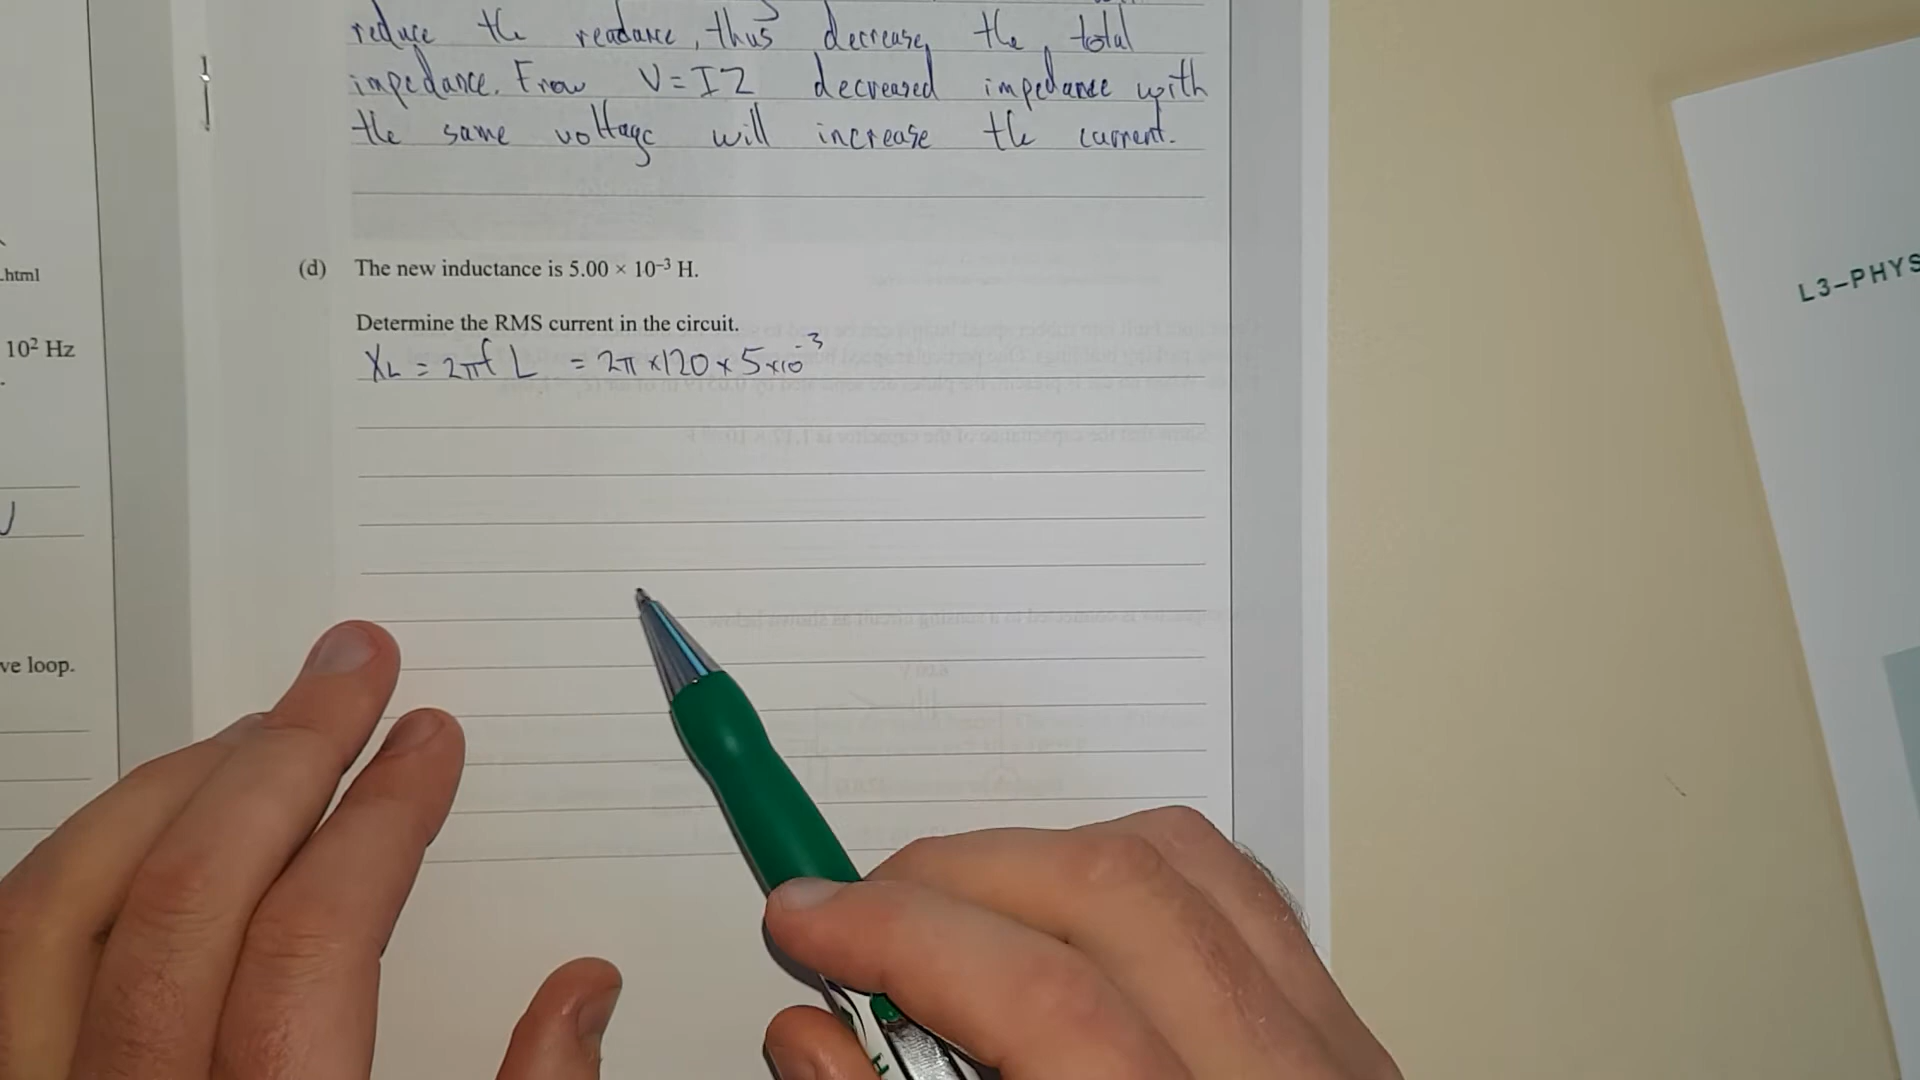 reduce the reactance, thus decrease the total
impedance. From V = IZ decreased impedance with
the same voltage will increase the current.
.html
10² Hz
ve loop.
(d) The new inductance is 5.00 × 10⁻³ H.
Determine the RMS current in the circuit.
XL = 2πf L = 2π × 120 × 5 × 10⁻³
L3–PHYS